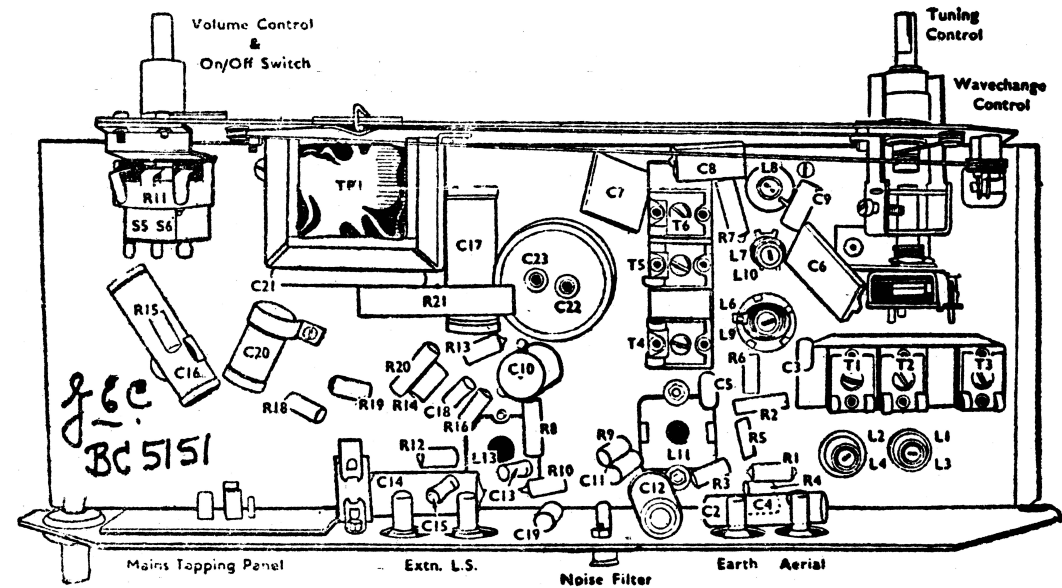 Volume Control
&
On/Off Switch
Tuning
Control
Wavechange
Control
C8
L8
TR1
C7
C9
R11
T6
R7
S5 S6
C17
L7
C23
T5
L10
C6
C21
C22
R21
L6
R15
T4
L9
R13
R6
C20
R20
C10
C3
T1
T2
T3
C16
C5
R19
R14
C18
R2
R18
R16
R8
GEC
BC5151
R12
L13
R9
L11
R5
L2
L1
R1
L4
L3
C14
R10
C11
R3
R4
C13
C12
C15
C2
C4
C19
Mains Tapping Panel
Extn. L.S.
Noise Filter
Earth
Aerial